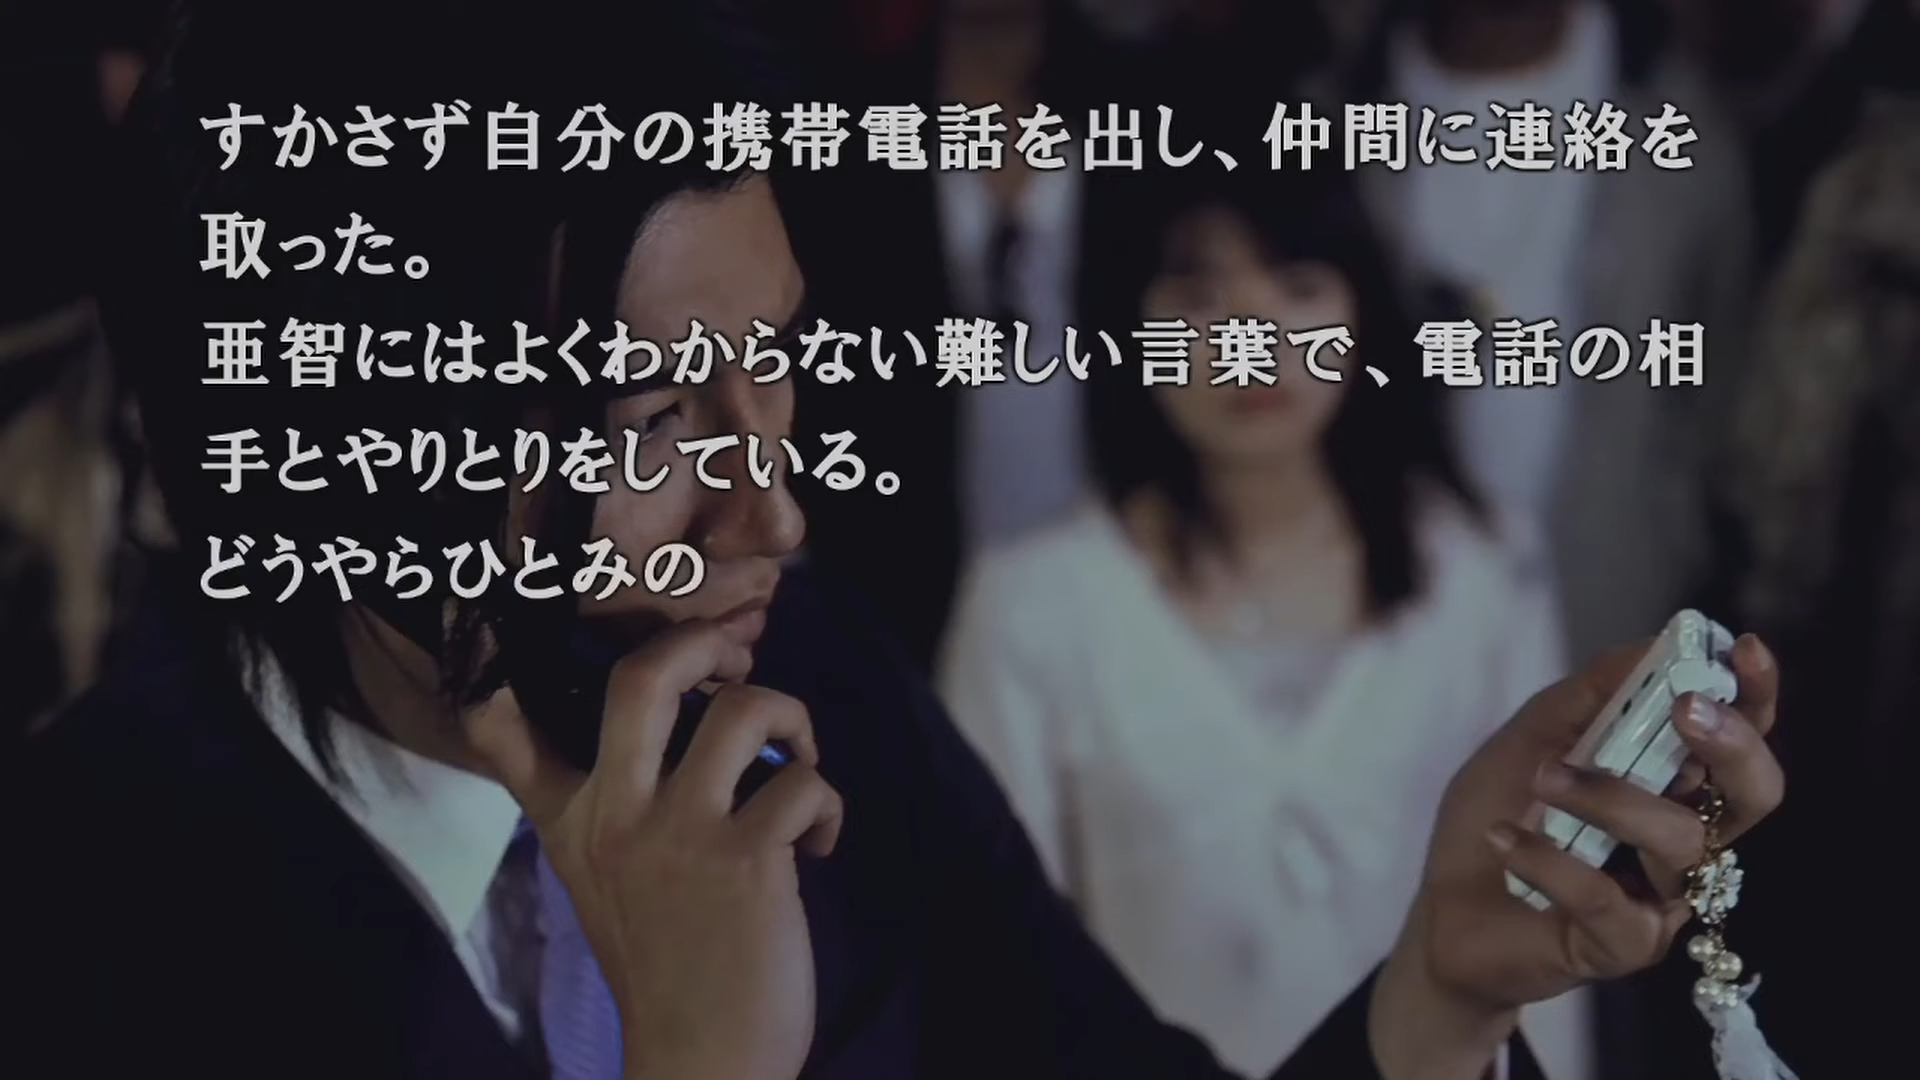 すかさず自分の携帯電話を出し、仲間に連絡を
取った。
亜智にはよくわからない難しい言葉で、電話の相
手とやりとりをしている。
どうやらひとみの